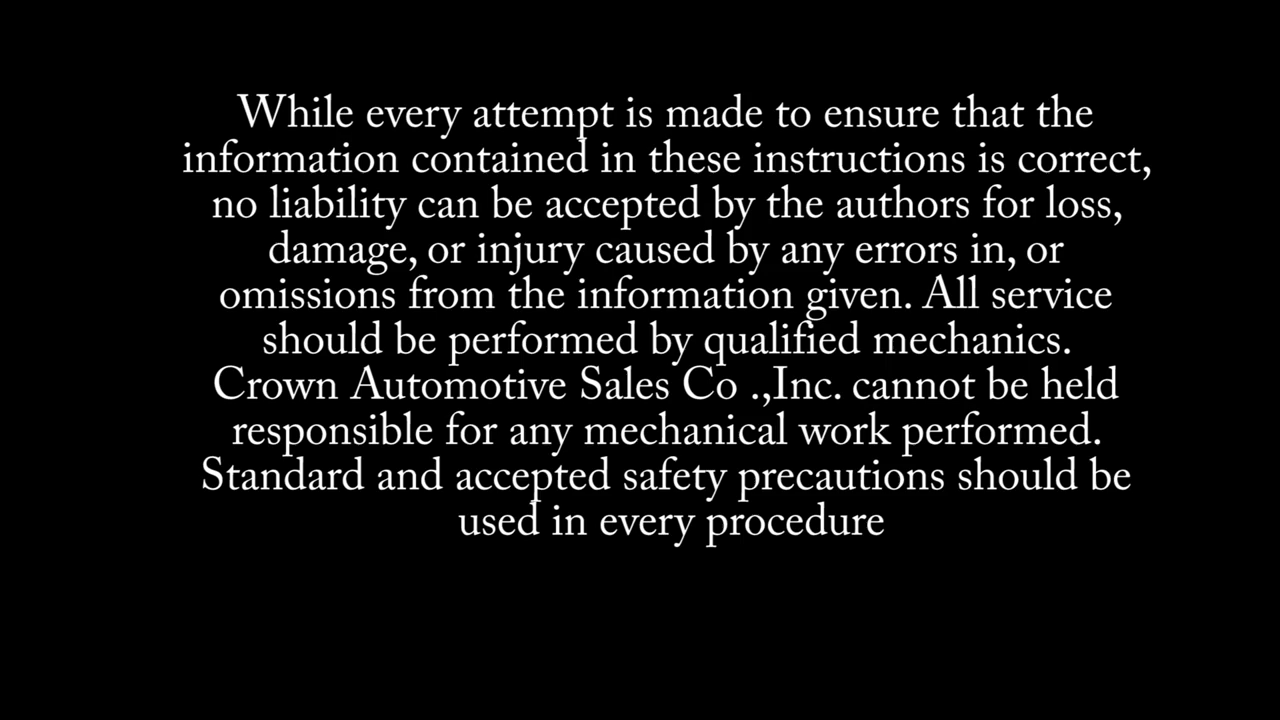 While every attempt is made to ensure that the
information contained in these instructions is correct,
no liability can be accepted by the authors for loss,
damage, or injury caused by any errors in, or
omissions from the information given. All service
should be performed by qualified mechanics.
Crown Automotive Sales Co .,Inc. cannot be held
responsible for any mechanical work performed.
Standard and accepted safety precautions should be
used in every procedure